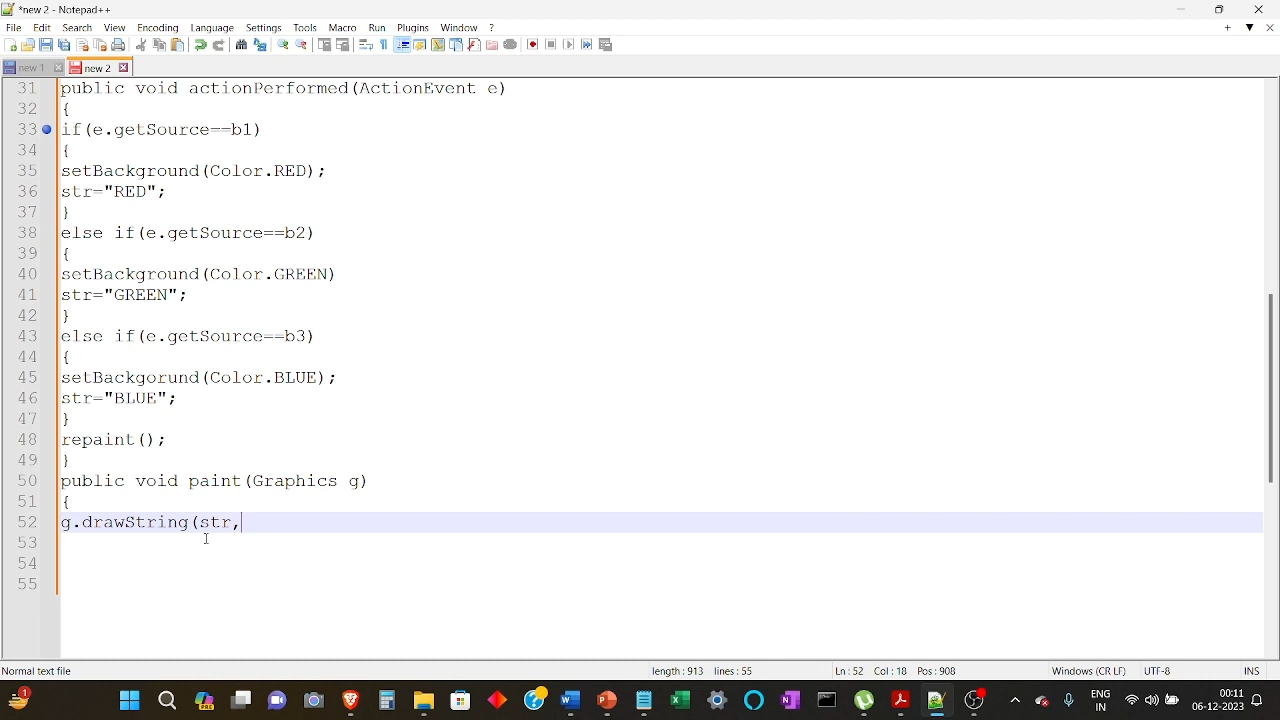 *new 2 - Notepad++
File Edit Search View Encoding Language Settings Tools Macro Run Plugins Window ?
new 1 new 2
31 public void actionPerformed(ActionEvent e)
32 {
33 if(e.getSource==b1)
34 {
35 setBackground(Color.RED);
36 str="RED";
37 }
38 else if(e.getSource==b2)
39 {
40 setBackground(Color.GREEN)
41 str="GREEN";
42 }
43 else if(e.getSource==b3)
44 {
45 setBackgorund(Color.BLUE);
46 str="BLUE";
47 }
48 repaint();
49 }
50 public void paint(Graphics g)
51 {
52 g.drawString(str,
53
54
55
Normal text file length : 913 lines : 55 Ln : 52 Col : 18 Pos : 908 Windows (CR LF) UTF-8 INS
1 ENG 00:11
IN 06-12-2023